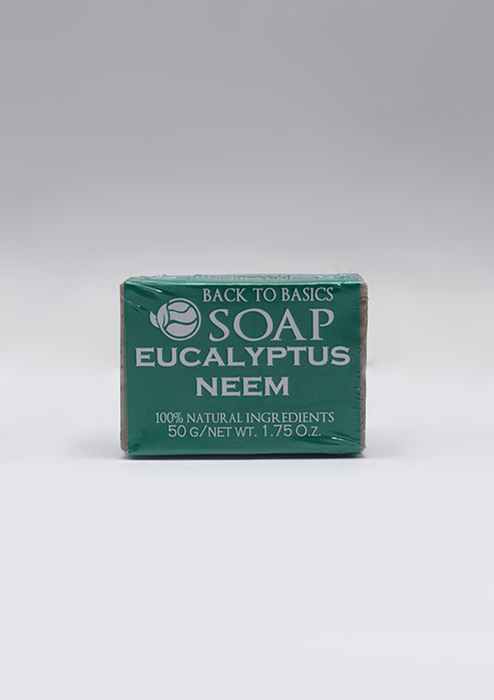 BACK TO BASICS
SOAP
EUCALYPTUS
NEEM
100% NATURAL INGREDIENTS
50 G/NET WT. 1.75 O.Z.